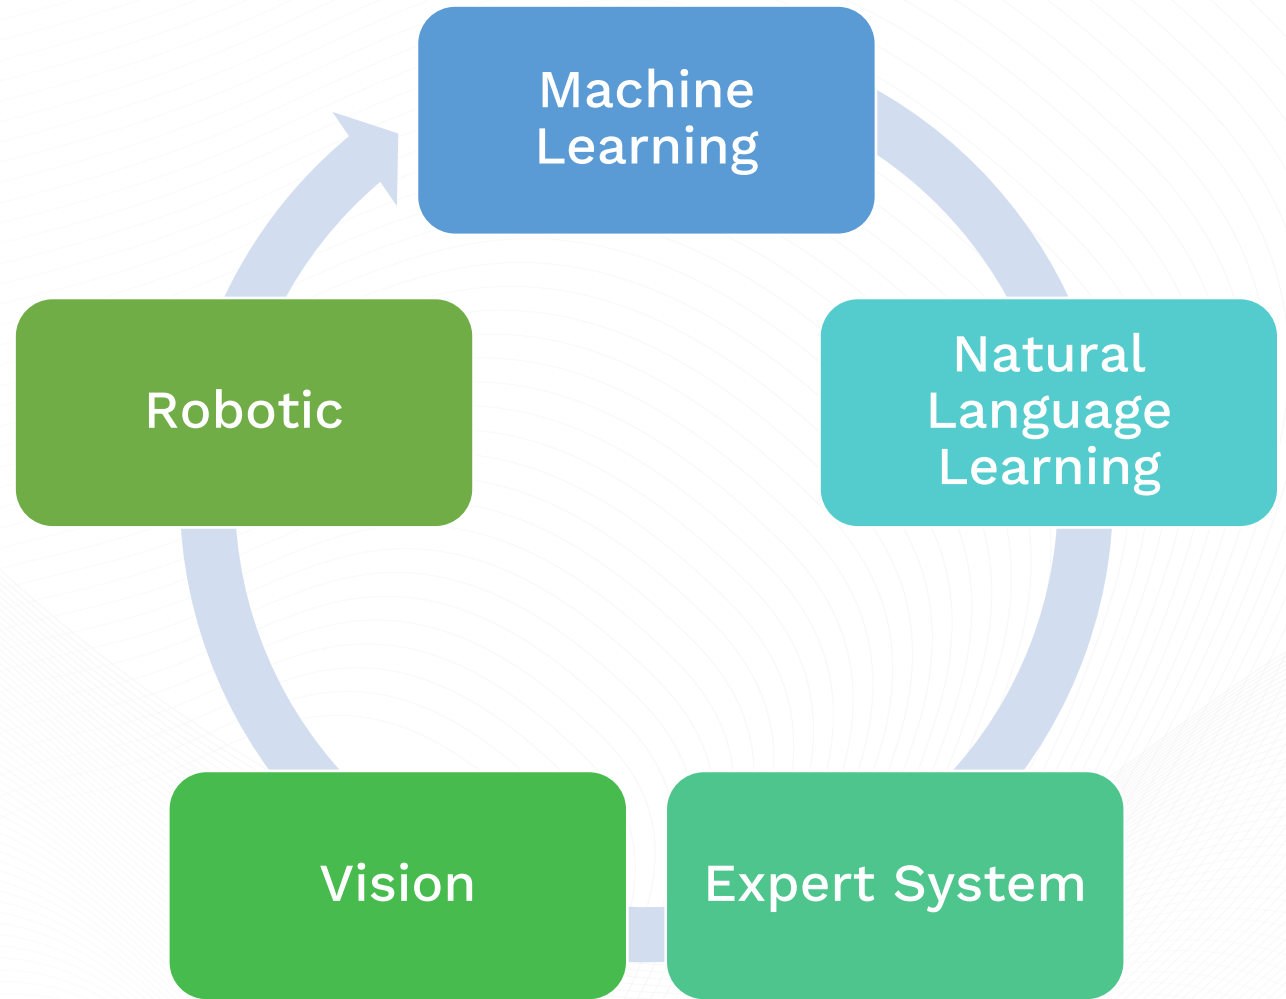 Machine
Learning
Natural
Language
Learning
Expert System
Vision
Robotic